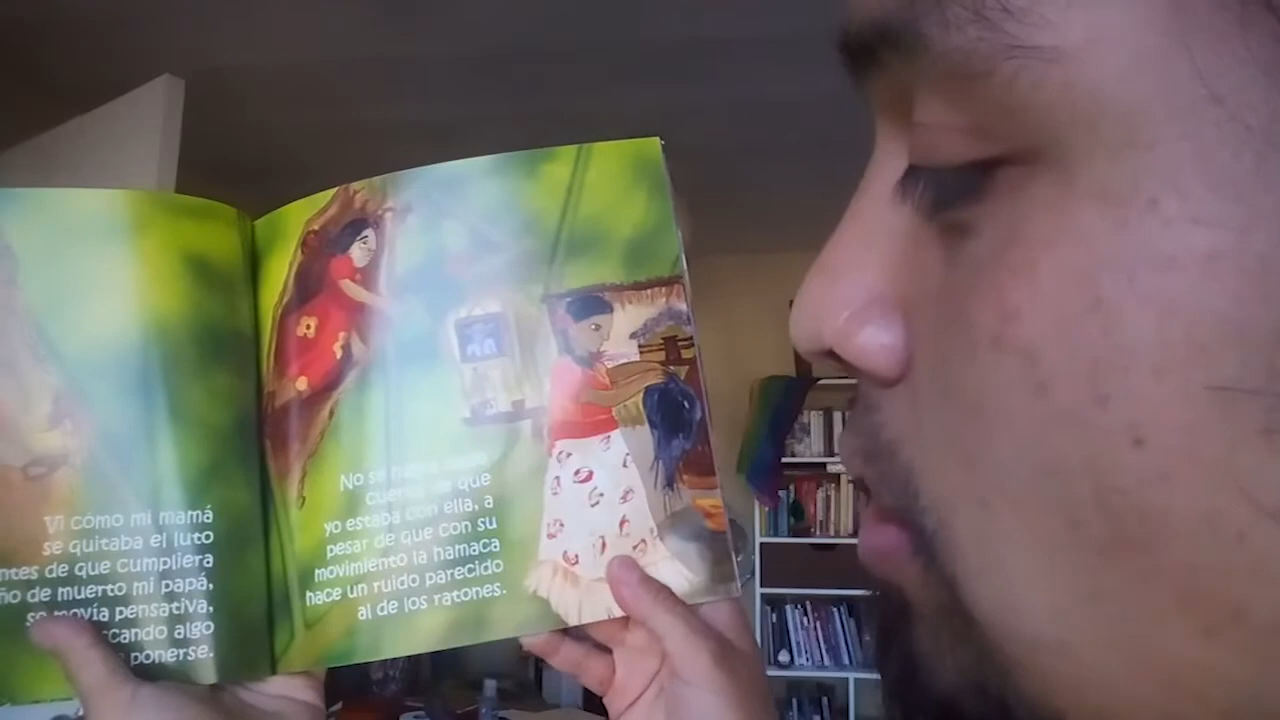 Vi cómo mi mamá
se quitaba el luto
ntes de que cumpliera
ño de muerto mi papá,
se movía pensativa,
cando algo
ponerse.
No se
que
yo estaba con ella, a
pesar de que con su
movimiento la hamaca
hace un ruido parecido
al de los ratones.